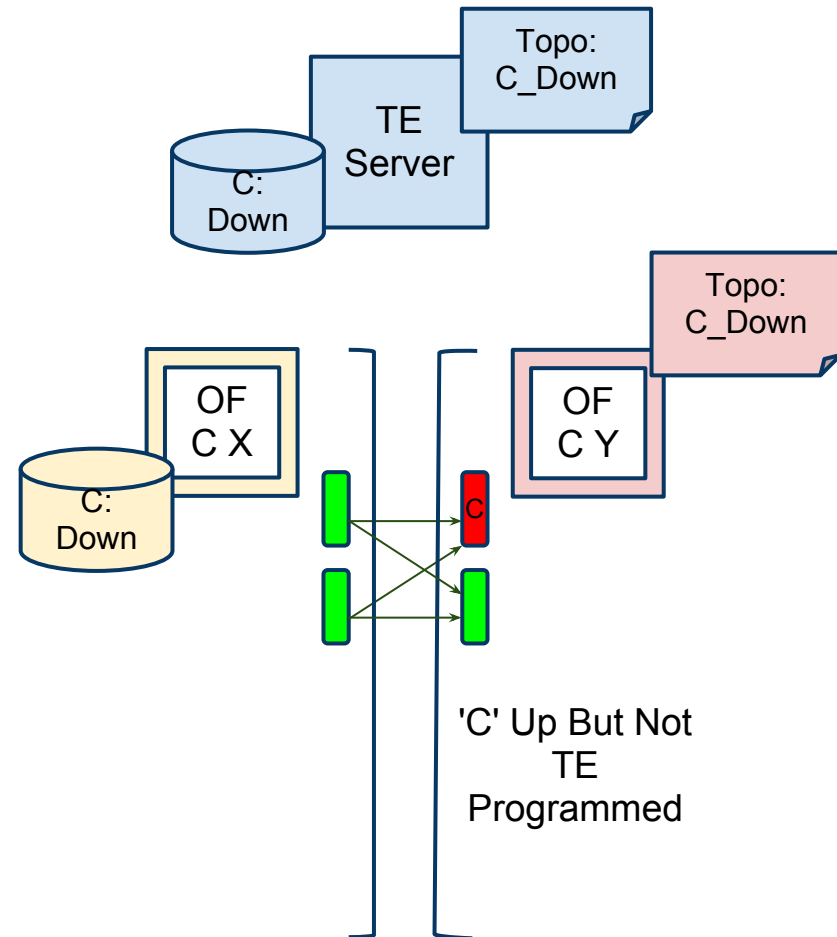 Topo:
C_Down
TE
Server
C:
Down
Topo:
C_Down
OF
C X
OF
C Y
C:
Down
C
'C' Up But Not
TE
Programmed